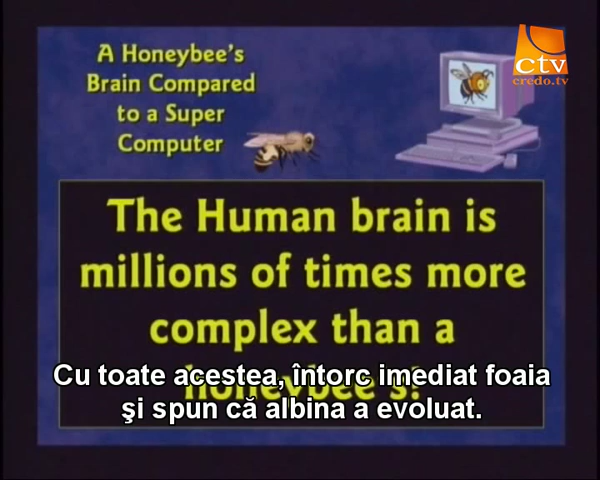 A Honeybee's
Brain Compared
to a Super
Computer
ctv
credo.tv
The Human brain is
millions of times more
complex than a
honeybee's!
Cu toate acestea, întorc imediat foaia
şi spun că albina a evoluat.